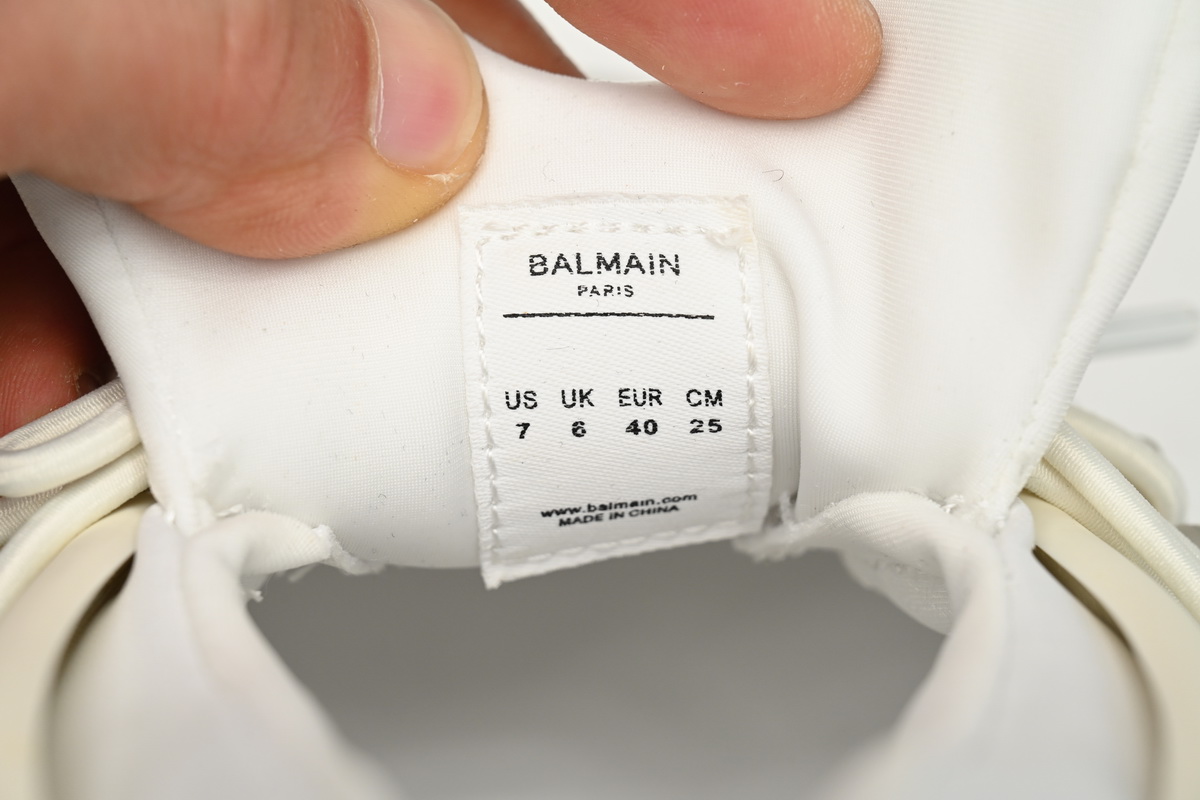 BALMAIN
PARIS
US UK EUR CM
7 6 40 25
www.balmain.com
MADE IN CHINA